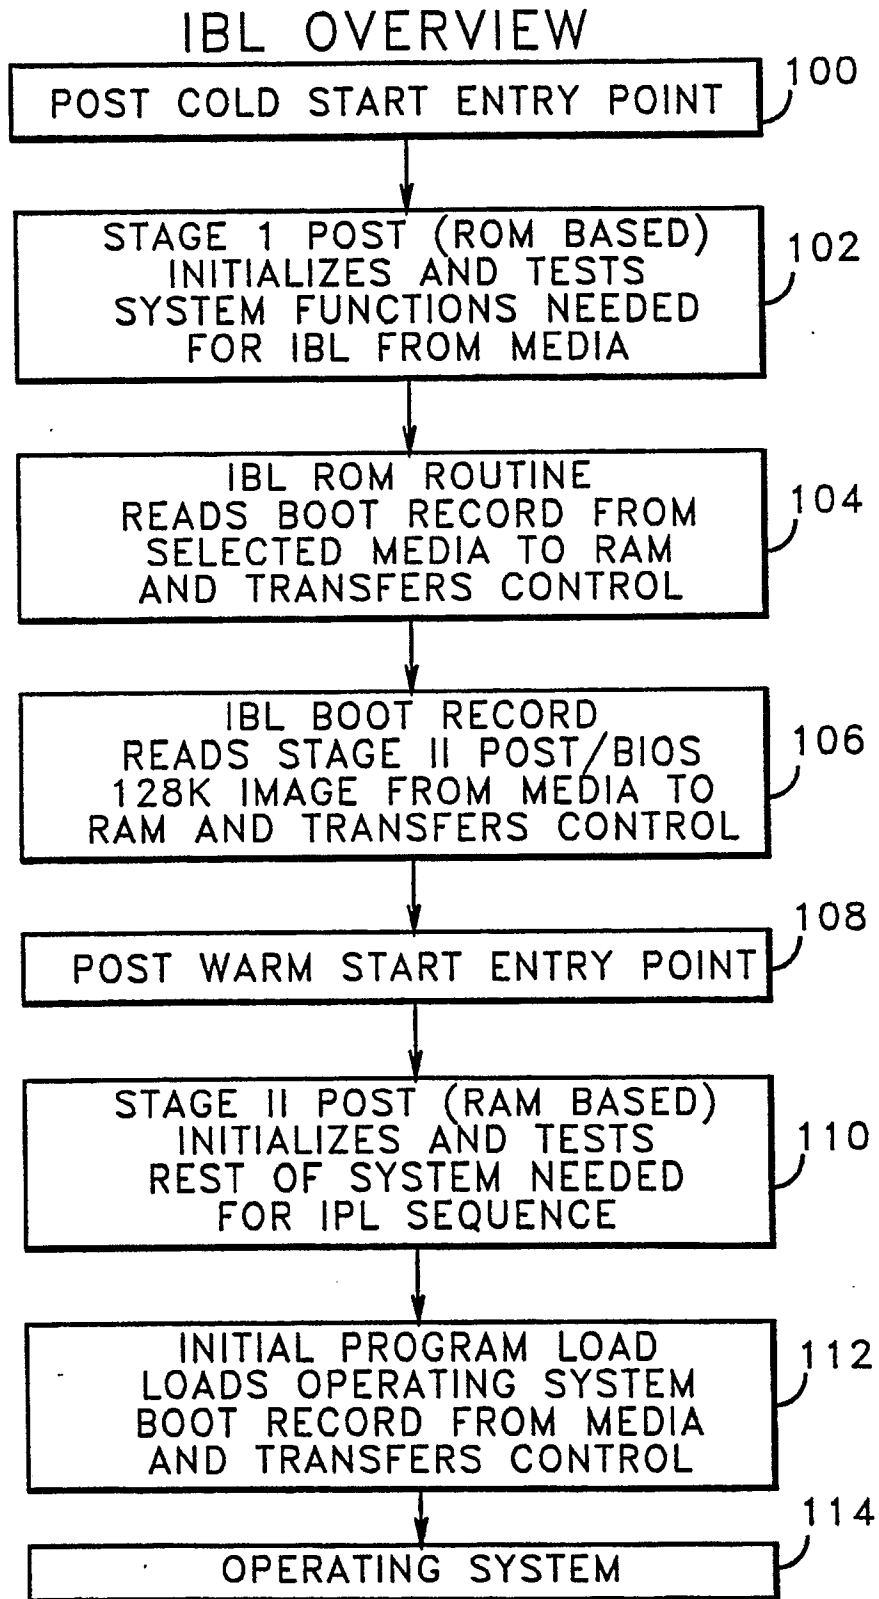 IBL OVERVIEW
POST COLD START ENTRY POINT
100
STAGE 1 POST (ROM BASED)
INITIALIZES AND TESTS
SYSTEM FUNCTIONS NEEDED
FOR IBL FROM MEDIA
102
IBL ROM ROUTINE
READS BOOT RECORD FROM
SELECTED MEDIA TO RAM
AND TRANSFERS CONTROL
104
IBL BOOT RECORD
READS STAGE II POST/BIOS
128K IMAGE FROM MEDIA TO
RAM AND TRANSFERS CONTROL
106
POST WARM START ENTRY POINT
108
STAGE II POST (RAM BASED)
INITIALIZES AND TESTS
REST OF SYSTEM NEEDED
FOR IPL SEQUENCE
110
INITIAL PROGRAM LOAD
LOADS OPERATING SYSTEM
BOOT RECORD FROM MEDIA
AND TRANSFERS CONTROL
112
OPERATING SYSTEM
114